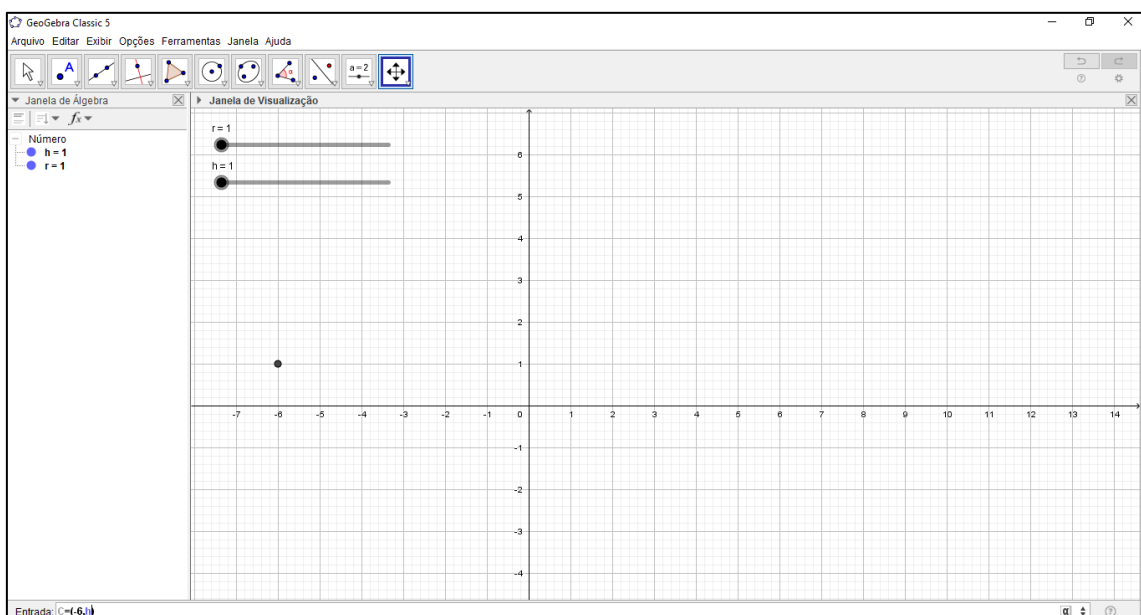 GeoGebra Classic 5
Arquivo Editar Exibir Opções Ferramentas Janela Ajuda
A
α
a = 2
Janela de Álgebra
Janela de Visualização
fx
Número
h = 1
r = 1
r = 1
h = 1
6
5
4
3
2
1
-7 -6 -5 -4 -3 -2 -1 0 1 2 3 4 5 6 7 8 9 10 11 12 13 14
-1
-2
-3
-4
Entrada: C=(-6,h)
α